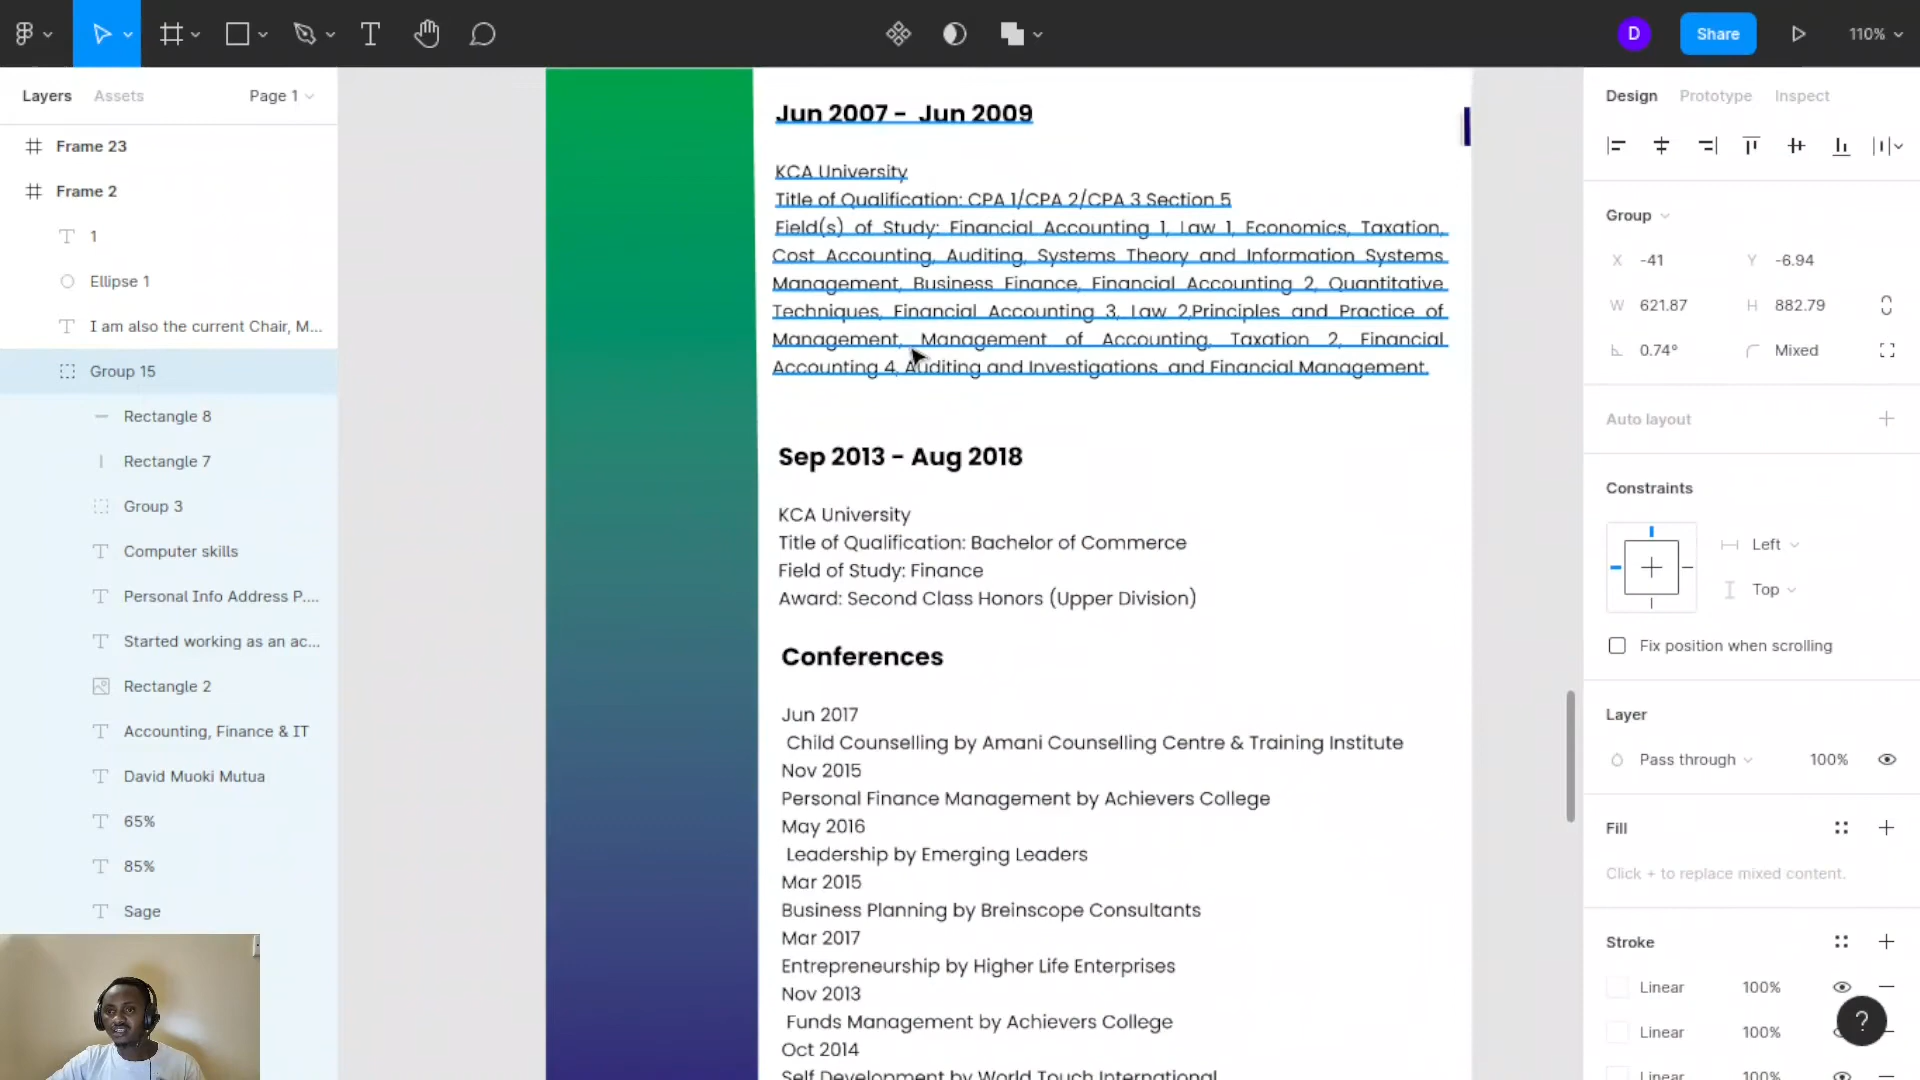 D
Share
110%
Layers
Assets
Page 1
Frame 23
Frame 2
1
Ellipse 1
I am also the current Chair, M...
Group 15
Rectangle 8
Rectangle 7
Group 3
Computer skills
Personal Info Address P....
Started working as an ac...
Rectangle 2
Accounting, Finance & IT
David Muoki Mutua
65%
85%
Sage
Jun 2007 - Jun 2009
KCA University
Title of Qualification: CPA 1/CPA 2/CPA 3 Section 5
Field(s) of Study: Financial Accounting 1, Law 1, Economics, Taxation,
Cost Accounting, Auditing, Systems Theory and Information Systems
Management, Business Finance, Financial Accounting 2, Quantitative
Techniques, Financial Accounting 3, Law 2,Principles and Practice of
Management, Management of Accounting, Taxation 2, Financial
Accounting 4, Auditing and Investigations, and Financial Management.
Sep 2013 - Aug 2018
KCA University
Title of Qualification: Bachelor of Commerce
Field of Study: Finance
Award: Second Class Honors (Upper Division)
Conferences
Jun 2017
Child Counselling by Amani Counselling Centre & Training Institute
Nov 2015
Personal Finance Management by Achievers College
May 2016
Leadership by Emerging Leaders
Mar 2015
Business Planning by Breinscope Consultants
Mar 2017
Entrepreneurship by Higher Life Enterprises
Nov 2013
Funds Management by Achievers College
Oct 2014
Self Development by World Touch International
Design
Prototype
Inspect
Group
X -41
Y -6.94
W 621.87
H 882.79
0.74°
Mixed
Auto layout
Constraints
Left
Top
Fix position when scrolling
Layer
Pass through
100%
Fill
Click + to replace mixed content.
Stroke
Linear 100%
Linear 100%
Linear 100%
?